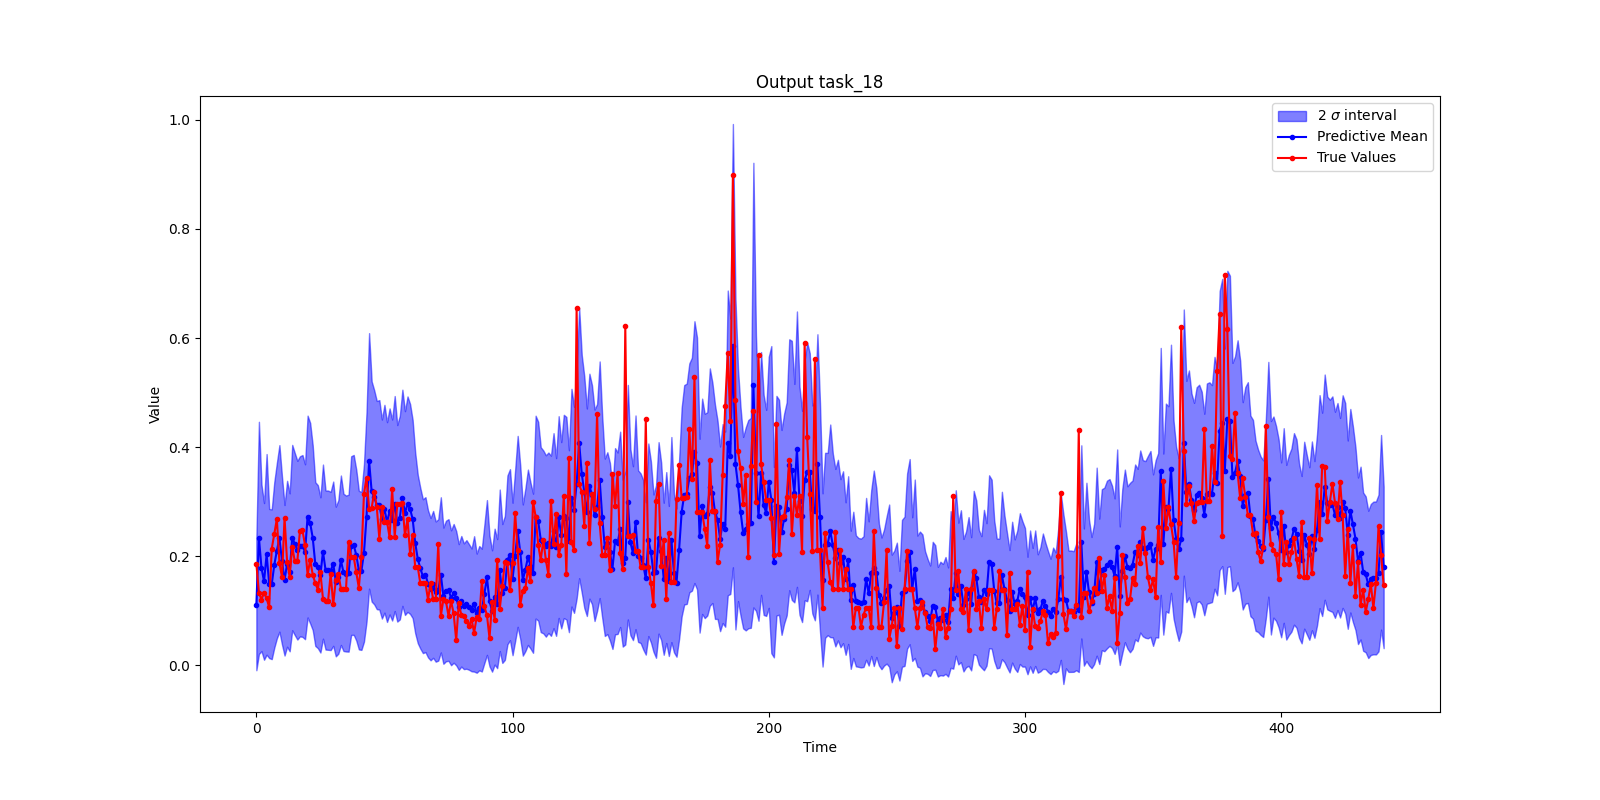 Output task_18
2 σ interval
Predictive Mean
True Values
Value
1.0
0.8
0.6
0.4
0.2
0.0
0 100 200 300 400
Time